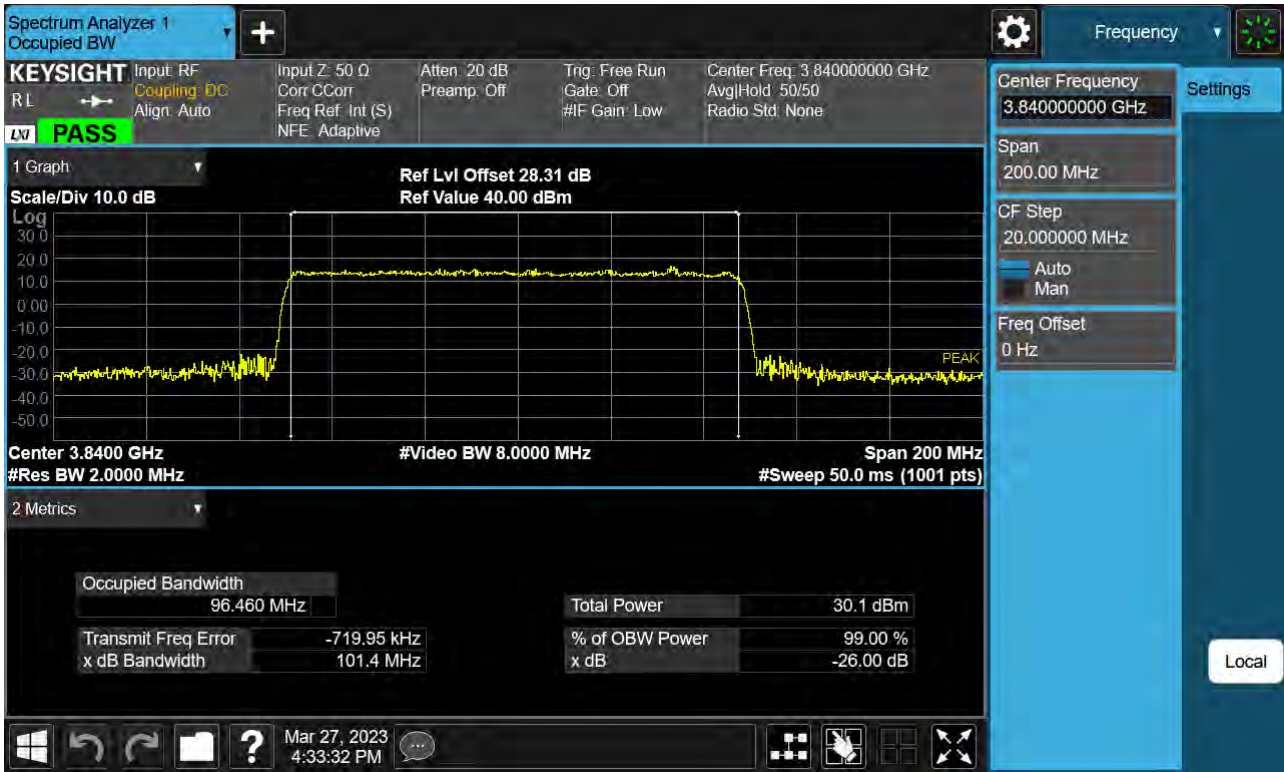 Spectrum Analyzer 1
Occupied BW
+
Frequency
KEYSIGHT
RL
LXI
PASS
Input: RF
Coupling: DC
Align: Auto
Input Z: 50 Ω
Corr CCorr
Freq Ref: Int (S)
NFE: Adaptive
Atten: 20 dB
Preamp: Off
Trig: Free Run
Gate: Off
#IF Gain: Low
Center Freq: 3.840000000 GHz
Avg|Hold: 50/50
Radio Std: None
1 Graph
Scale/Div 10.0 dB
Ref Lvl Offset 28.31 dB
Ref Value 40.00 dBm
Log
30.0
20.0
10.0
0.00
-10.0
-20.0
-30.0
-40.0
-50.0
PEAK
Center 3.8400 GHz
#Video BW 8.0000 MHz
Span 200 MHz
#Res BW 2.0000 MHz
#Sweep 50.0 ms (1001 pts)
2 Metrics
Occupied Bandwidth
96.460 MHz
Total Power 30.1 dBm
Transmit Freq Error -719.95 kHz
% of OBW Power 99.00 %
x dB Bandwidth 101.4 MHz
x dB -26.00 dB
Center Frequency
3.840000000 GHz
Settings
Span
200.00 MHz
CF Step
20.000000 MHz
Auto
Man
Freq Offset
0 Hz
Local
?
Mar 27, 2023
4:33:32 PM